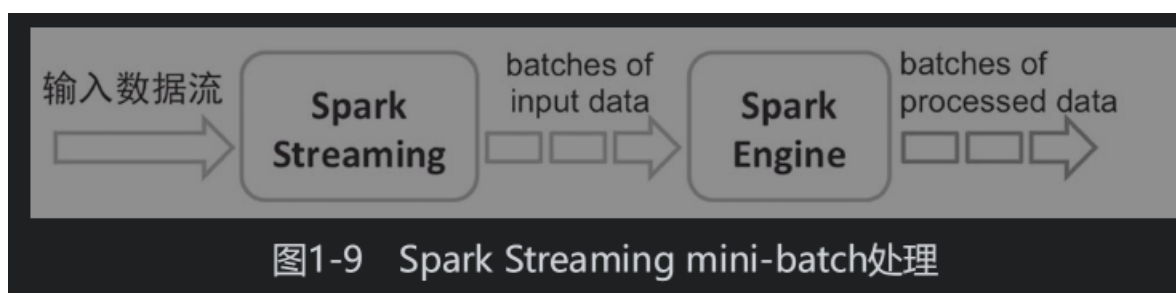 输入数据流
Spark
Streaming
batches of
input data
Spark
Engine
batches of
processed data
图1-9 Spark Streaming mini-batch处理